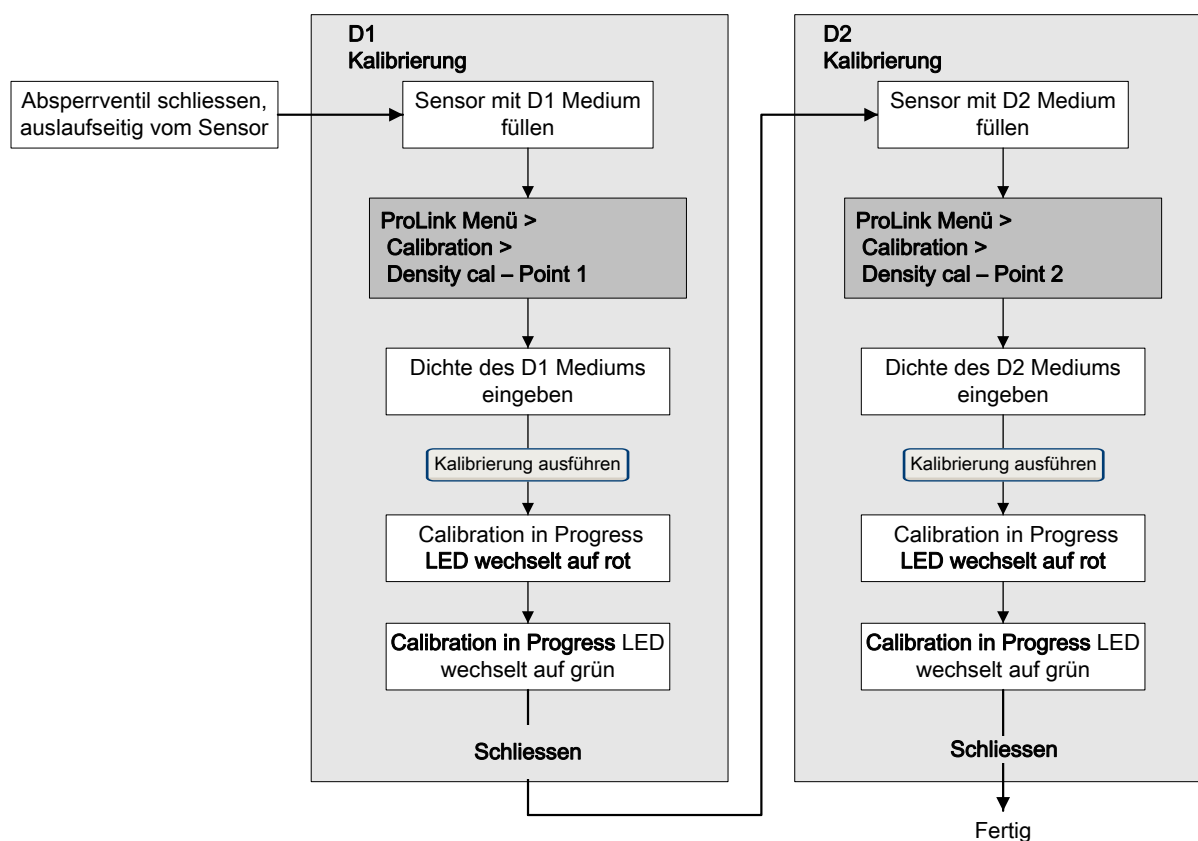 Absperrventil schliessen,
auslaufseitig vom Sensor
D1
Kalibrierung
Sensor mit D1 Medium
füllen
ProLink Menü >
Calibration >
Density cal – Point 1
Dichte des D1 Mediums
eingeben
Kalibrierung ausführen
Calibration in Progress
LED wechselt auf rot
Calibration in Progress LED
wechselt auf grün
Schliessen
D2
Kalibrierung
Sensor mit D2 Medium
füllen
ProLink Menü >
Calibration >
Density cal – Point 2
Dichte des D2 Mediums
eingeben
Kalibrierung ausführen
Calibration in Progress
LED wechselt auf rot
Calibration in Progress LED
wechselt auf grün
Schliessen
Fertig